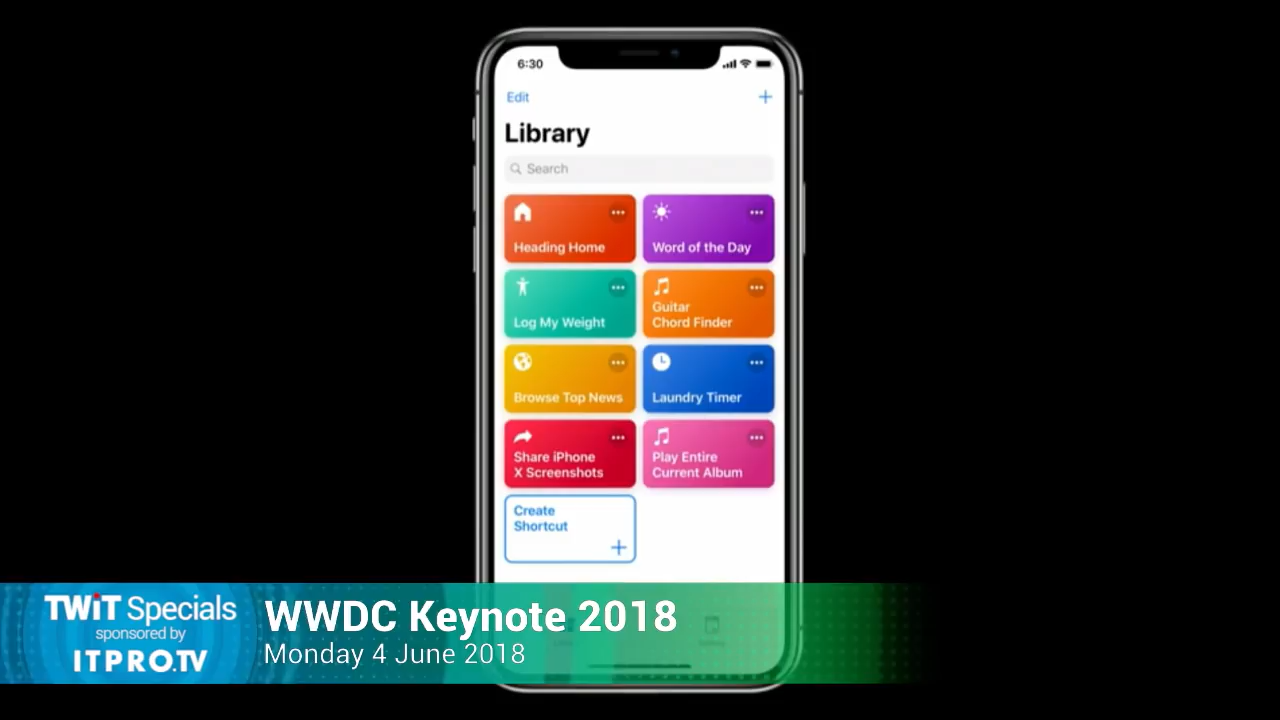 6:30
Edit
+
Library
Search
Heading Home
Word of the Day
Log My Weight
Guitar
Chord Finder
Browse Top News
Laundry Timer
Share iPhone
X Screenshots
Play Entire
Current Album
Create
Shortcut
+
TWiT Specials
sponsored by
ITPRO.TV
WWDC Keynote 2018
Monday 4 June 2018